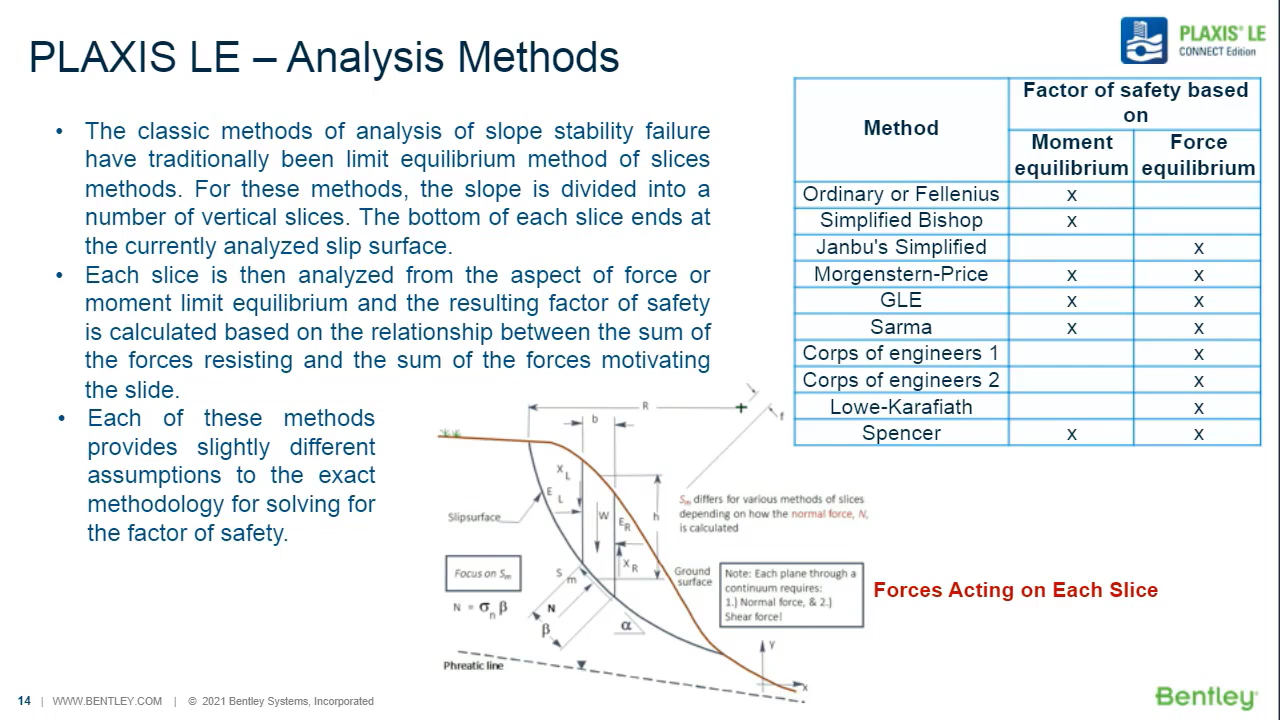 PLAXIS LE – Analysis Methods
PLAXIS® LE
CONNECT Edition
• The classic methods of analysis of slope stability failure
have traditionally been limit equilibrium method of slices
methods. For these methods, the slope is divided into a
number of vertical slices. The bottom of each slice ends at
the currently analyzed slip surface.
• Each slice is then analyzed from the aspect of force or
moment limit equilibrium and the resulting factor of safety
is calculated based on the relationship between the sum of
the forces resisting and the sum of the forces motivating
the slide.
• Each of these methods
provides slightly different
assumptions to the exact
methodology for solving for
the factor of safety.
Method
Factor of safety based
on
Moment
equilibrium
Force
equilibrium
Ordinary or Fellenius x
Simplified Bishop x
Janbu's Simplified x
Morgenstern-Price x x
GLE x x
Sarma x x
Corps of engineers 1 x
Corps of engineers 2 x
Lowe-Karafiath x
Spencer x x
R
f
b
X L
E L
W
E R
h
X R
Slipsurface
S m
N
β
α
Focus on Sm
N = σn β
Ground
surface
Sm differs for various methods of slices
depending on how the normal force, N,
is calculated
Note: Each plane through a
continuum requires:
1.) Normal force, & 2.)
Shear force!
Y
x
Phreatic line
Forces Acting on Each Slice
14 | WWW.BENTLEY.COM | © 2021 Bentley Systems, Incorporated
Bentley